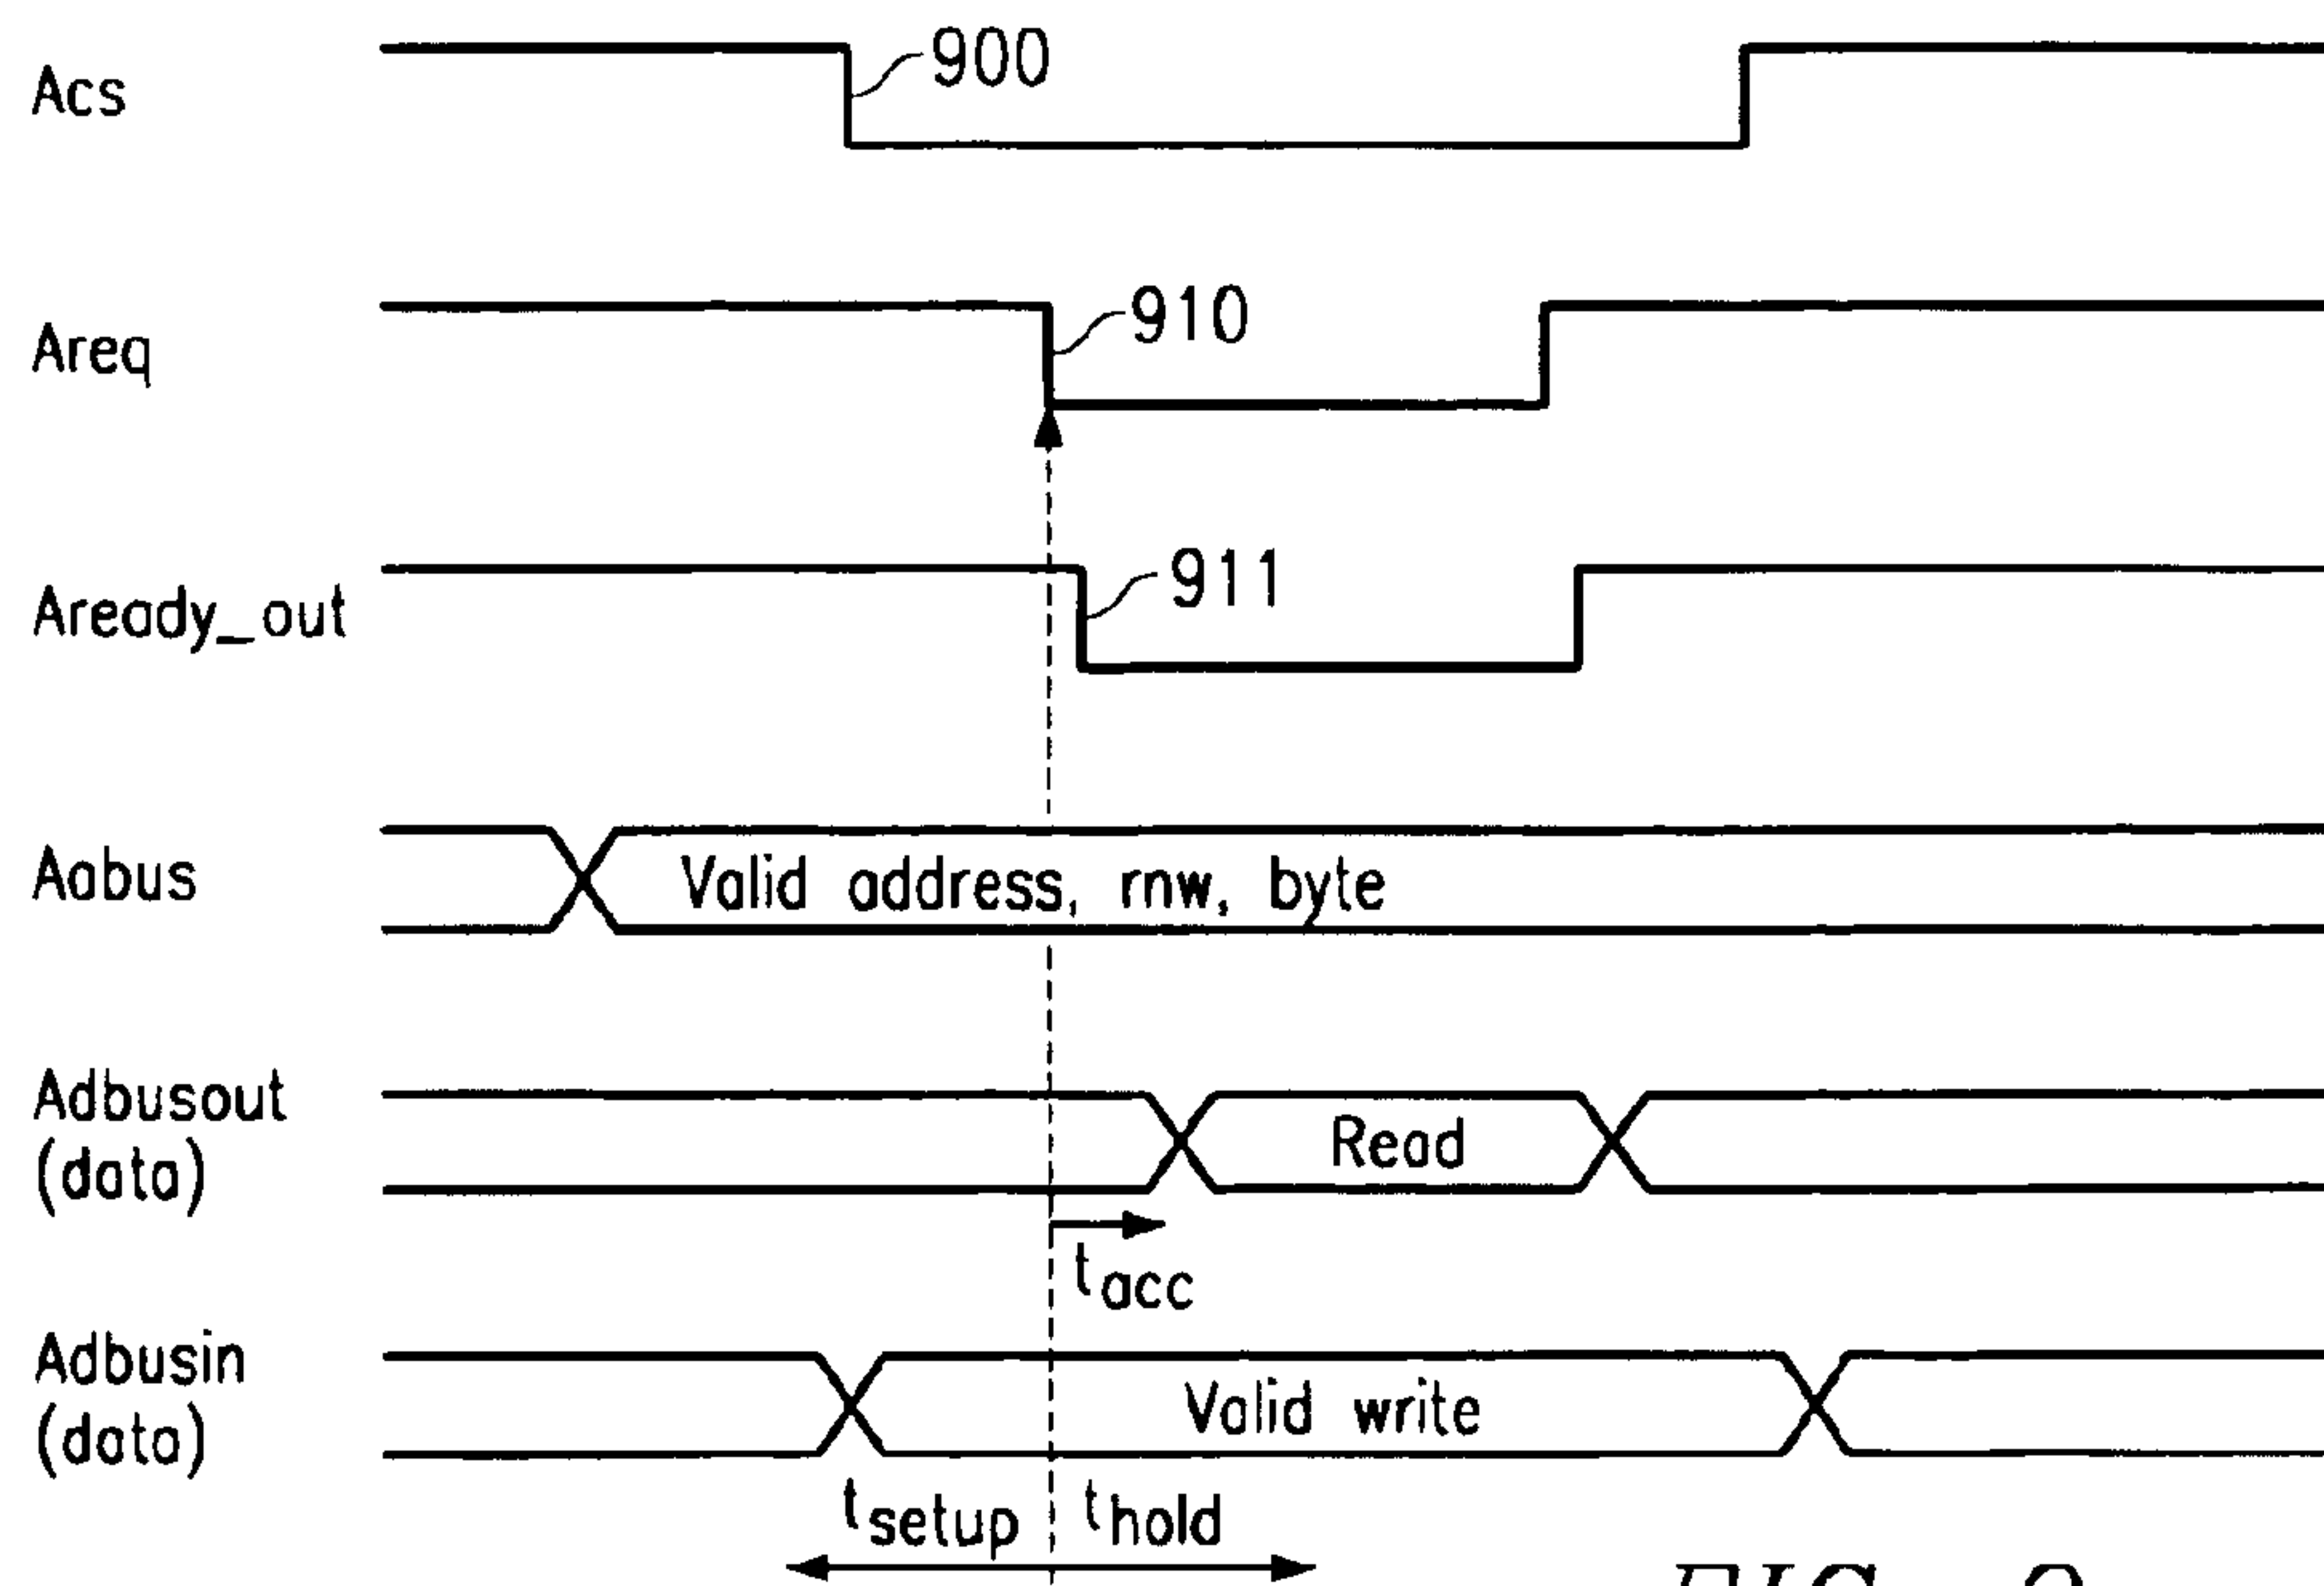 Acs
900
Areq
910
Aready_out
911
Aabus
Valid address, rnw, byte
Adbusout
(data)
Read
tacc
Adbusin
(data)
Valid write
tsetup
thold